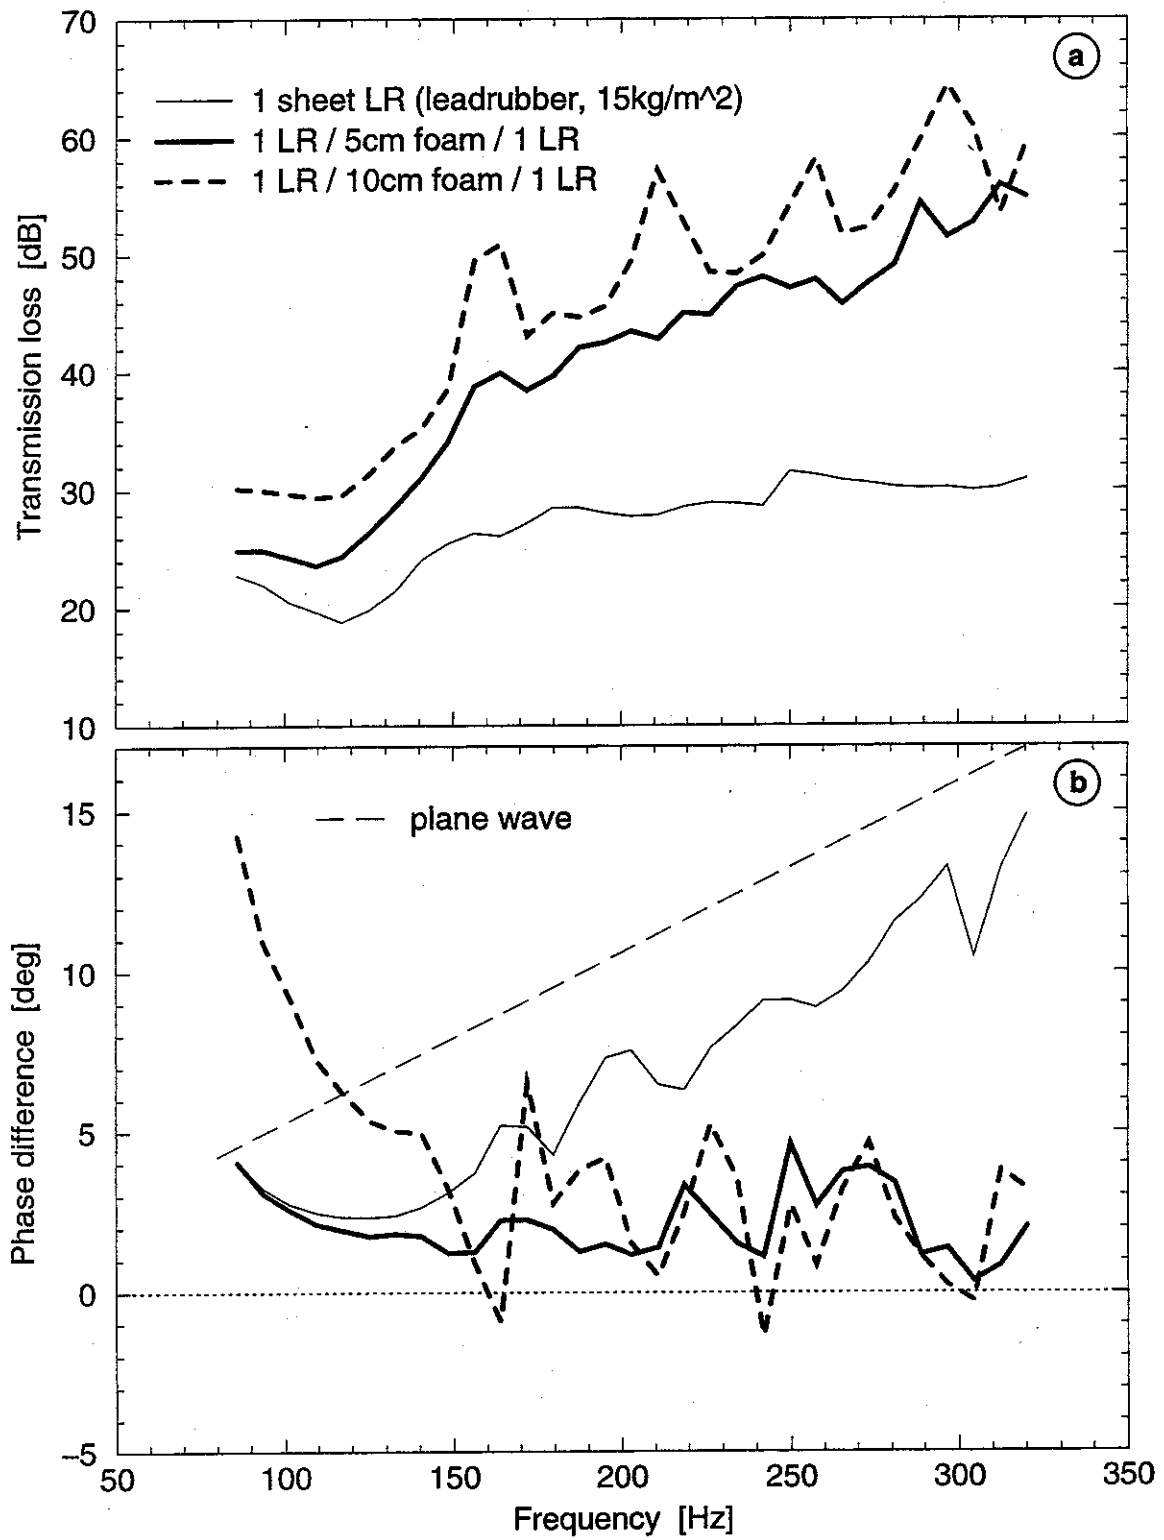 70
a
1 sheet LR (leadrubber, 15kg/m^2)
60
1 LR / 5cm foam / 1 LR
1 LR / 10cm foam / 1 LR
50
40
30
20
10
Transmission loss [dB]
b
15
plane wave
10
5
0
−5
Phase difference [deg]
50 100 150 200 250 300 350
Frequency [Hz]